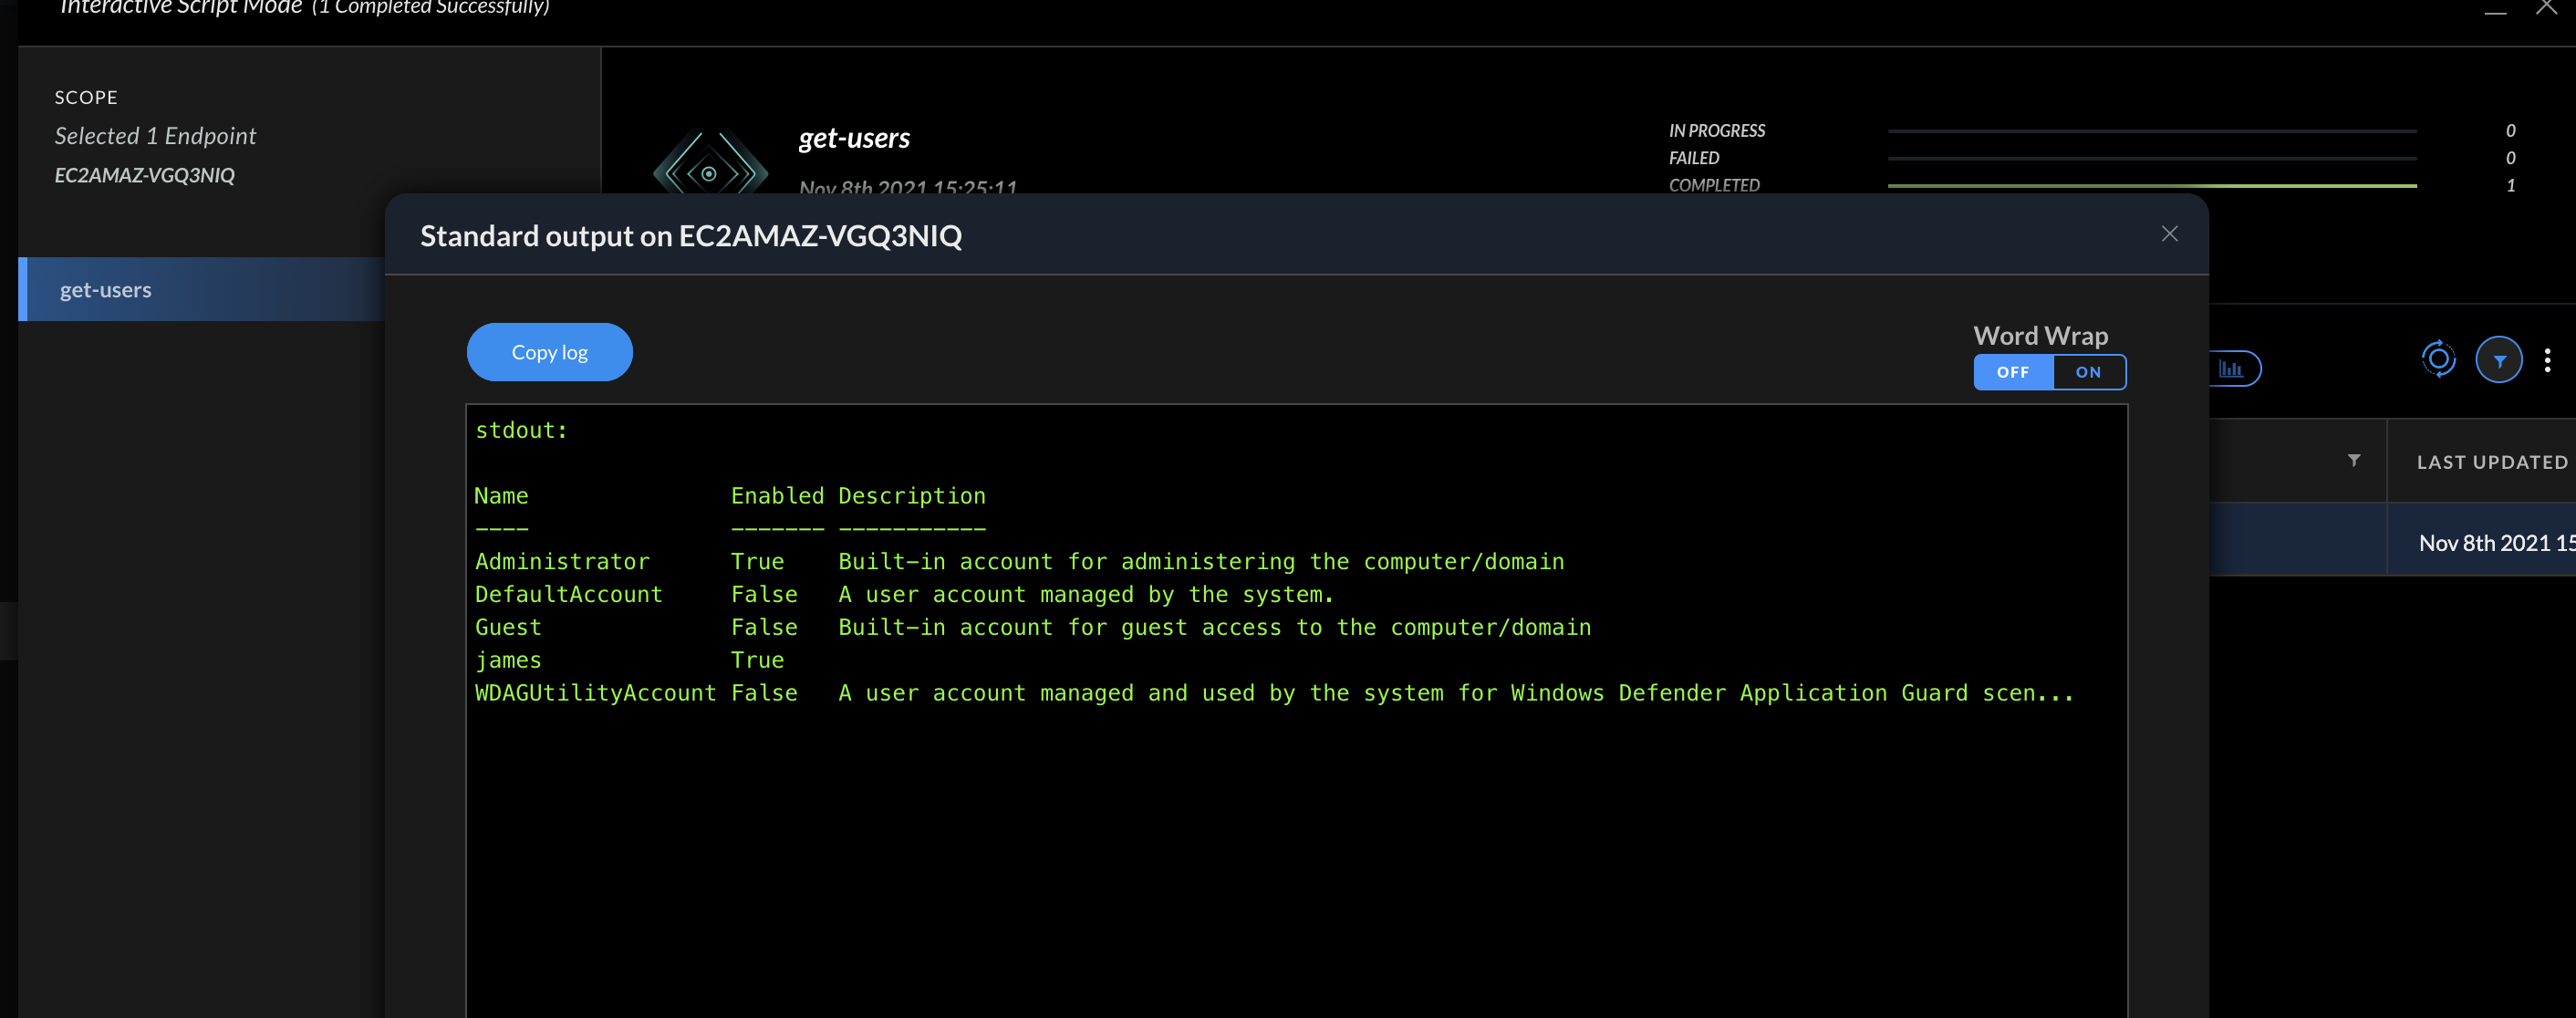 Interactive Script Mode (1 Completed Successfully)
SCOPE
Selected 1 Endpoint
EC2AMAZ-VGQ3NIQ
get-users
get-users
Nov 8th 2021 15:25:11
IN PROGRESS 0
FAILED 0
COMPLETED 1
Standard output on EC2AMAZ-VGQ3NIQ
Copy log
Word Wrap
OFF ON
stdout:
Name Enabled Description
---- ------- -----------
Administrator True Built-in account for administering the computer/domain
DefaultAccount False A user account managed by the system.
Guest False Built-in account for guest access to the computer/domain
james True
WDAGUtilityAccount False A user account managed and used by the system for Windows Defender Application Guard scen...
LAST UPDATED
Nov 8th 2021 15